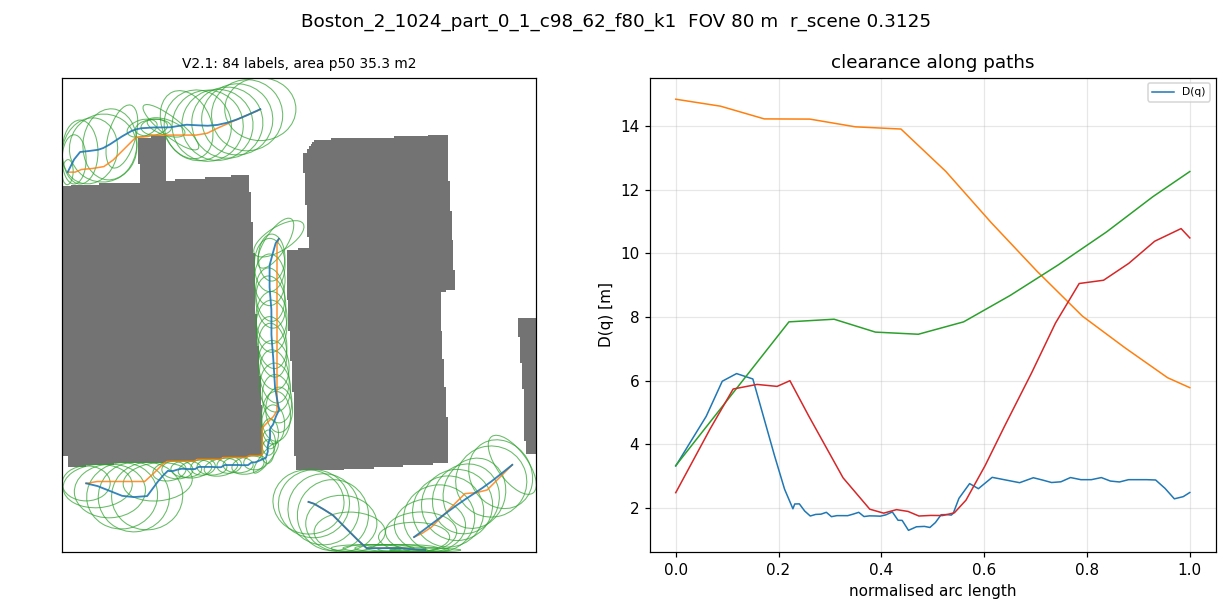 Boston_2_1024_part_0_1_c98_62_f80_k1 FOV 80 m r_scene 0.3125
V2.1: 84 labels, area p50 35.3 m2
clearance along paths
D(q)
14
12
10
8
6
4
2
D(q) [m]
0.0 0.2 0.4 0.6 0.8 1.0
normalised arc length